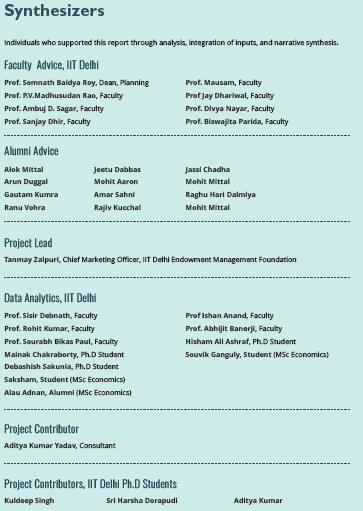 Synthesizers
Individuals who supported this report through analysis, integration of inputs, and narrative synthesis.
Faculty Advice, IIT Delhi
Prof. Somnath Baidya Roy, Dean, Planning
Prof. Mausam, Faculty
Prof. P.V.Madhusudan Rao, Faculty
Prof Jay Dhariwal, Faculty
Prof. Ambuj D. Sagar, Faculty
Prof. Divya Nayar, Faculty
Prof. Sanjay Dhir, Faculty
Prof. Biswajita Parida, Faculty
Alumni Advice
Alok Mittal
Jeetu Dabbas
Jassi Chadha
Arun Duggal
Mohit Aaron
Mohit Mittal
Gautam Kumra
Amar Sahni
Raghu Hari Dalmiya
Ranu Vohra
Rajiv Kucchal
Mohit Mittal
Project Lead
Tanmay Zalpuri, Chief Marketing Officer, IIT Delhi Endowment Management Foundation
Data Analytics, IIT Delhi
Prof. Sisir Debnath, Faculty
Prof Ishan Anand, Faculty
Prof. Rohit Kumar, Faculty
Prof. Abhijit Banerji, Faculty
Prof. Sourabh Bikas Paul, Faculty
Hisham Ali Ashraf, Ph.D Student
Mainak Chakraborty, Ph.D Student
Souvik Ganguly, Student (MSc Economics)
Debashish Sakunia, Ph.D Student
Saksham, Student (MSc Economics)
Alau Adnan, Alumni (MSc Economics)
Project Contributor
Aditya Kumar Yadav, Consultant
Project Contributors, IIT Delhi Ph.D Students
Kuldeep Singh
Sri Harsha Dorapudi
Aditya Kumar